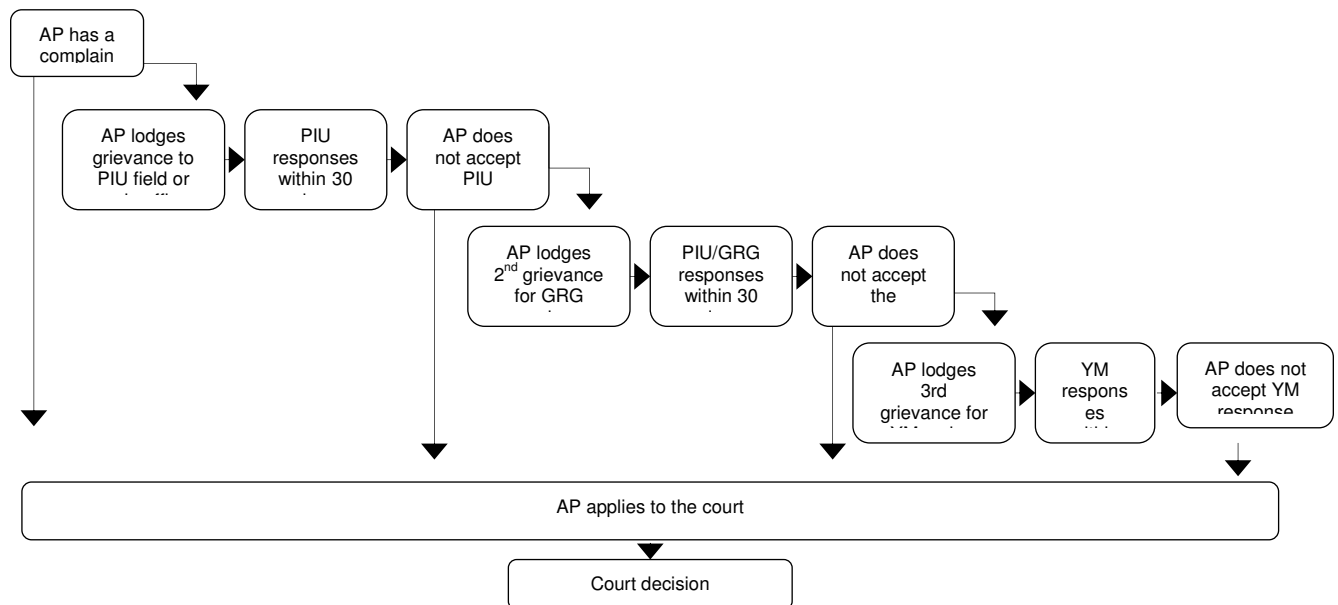 AP has a
complain
AP lodges
grievance to
PIU field or
PIU
responses
within 30
AP does
not accept
PIU
AP lodges
2nd grievance
for GRG
PIU/GRG
responses
within 30
AP does
not accept
the
AP lodges
3rd
grievance for
YM
respons
es
AP does not
accept YM
response
AP applies to the court
Court decision